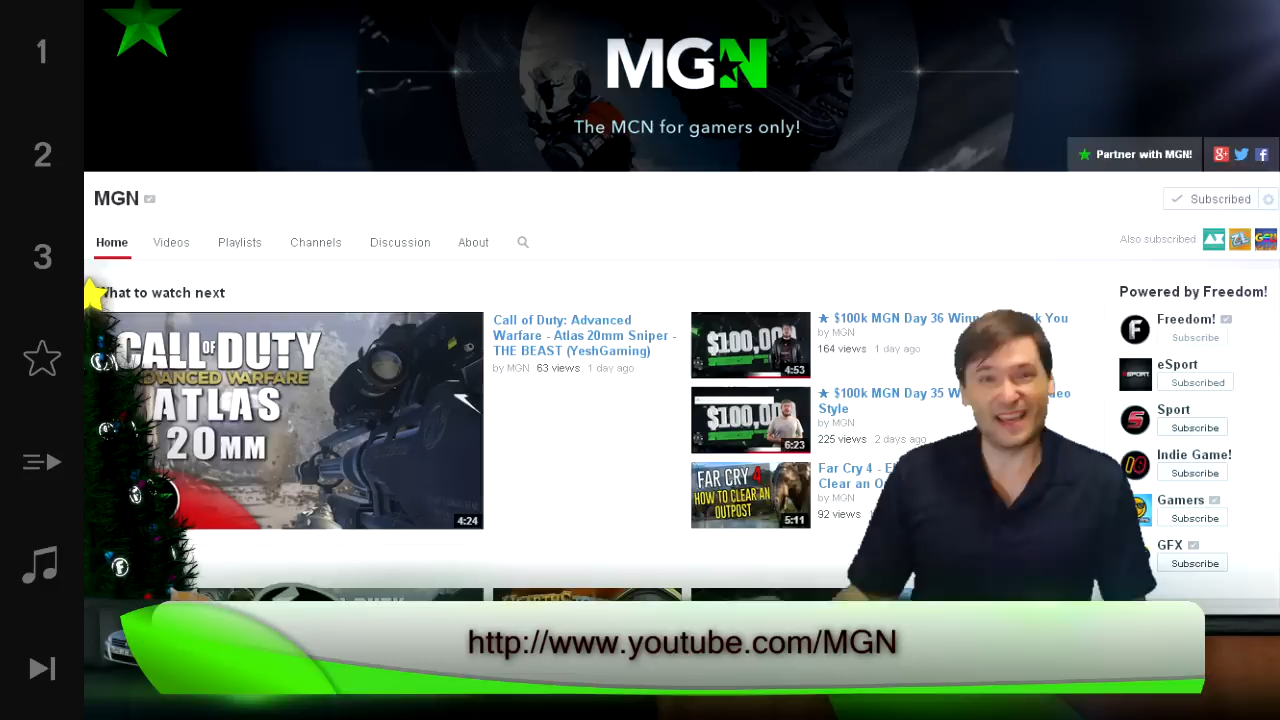 1
2
3
MGN
The MCN for gamers only!
Partner with MGN!
MGN
Subscribed
Home
Videos
Playlists
Channels
Discussion
About
Also subscribed
What to watch next
CALL OF DUTY
ADVANCED WARFARE
ATLAS
20MM
4:24
Call of Duty: Advanced
Warfare - Atlas 20mm Sniper -
THE BEAST (YeshGaming)
by MGN 63 views 1 day ago
$100,00
4:53
★ $100k MGN Day 36
by MGN
164 views 1 day ago
$100,00
6:23
★ $100k MGN Day 35
Style
by MGN
225 views 2 days ago
FAR CRY 4
HOW TO CLEAR AN
OUTPOST
5:11
Far Cry 4 -
Clear an
by MGN
92 views
Powered by Freedom!
Freedom!
Subscribe
eSport
Subscribed
Sport
Subscribe
Indie Game!
Subscribe
Gamers
Subscribe
GFX
Subscribe
http://www.youtube.com/MGN